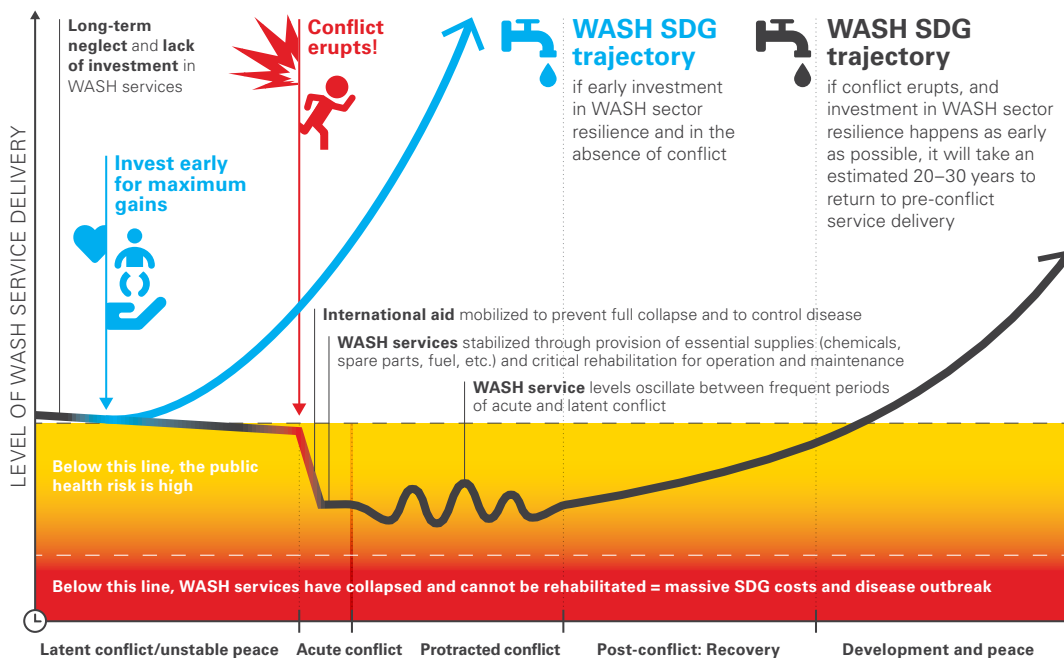 LEVEL OF WASH SERVICE DELIVERY
Long-term
neglect and lack
of investment in
WASH services
Invest early
for maximum
gains
Conflict
erupts!
WASH SDG
trajectory
if early investment
in WASH sector
resilience and in the
absence of conflict
WASH SDG
trajectory
if conflict erupts, and
investment in WASH sector
resilience happens as early
as possible, it will take an
estimated 20–30 years to
return to pre-conflict
service delivery
International aid mobilized to prevent full collapse and to control disease
WASH services stabilized through provision of essential supplies (chemicals,
spare parts, fuel, etc.) and critical rehabilitation for operation and maintenance
WASH service levels oscillate between frequent periods
of acute and latent conflict
Below this line, the public
health risk is high
Below this line, WASH services have collapsed and cannot be rehabilitated = massive SDG costs and disease outbreak
Latent conflict/unstable peace
Acute conflict
Protracted conflict
Post-conflict: Recovery
Development and peace